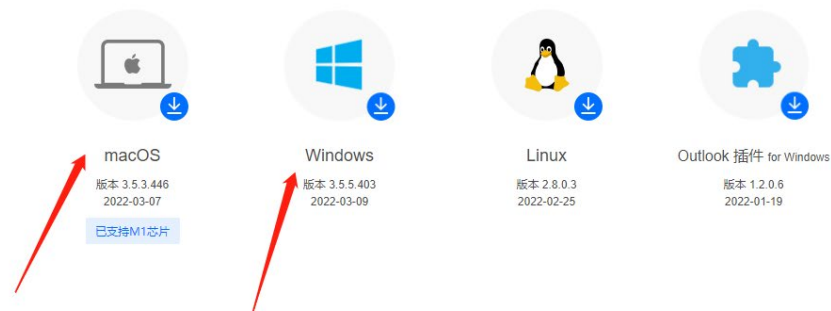 macOS
版本 3.5.3.446
2022-03-07
已支持M1芯片
Windows
版本 3.5.5.403
2022-03-09
Linux
版本 2.8.0.3
2022-02-25
Outlook 插件 for Windows
版本 1.2.0.6
2022-01-19